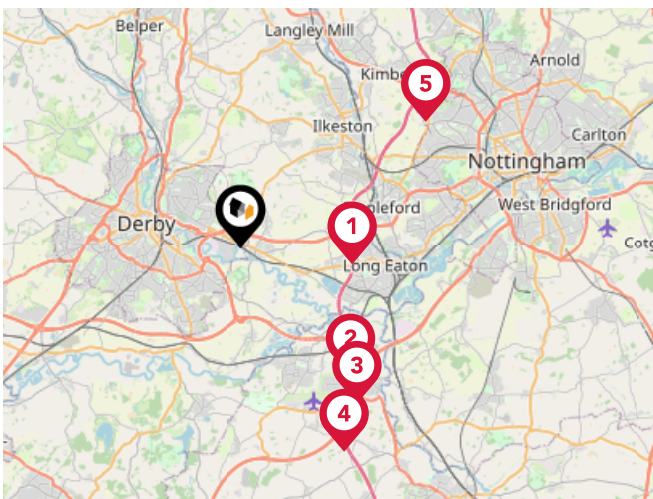 Belper
Langley Mill
Arnold
Kimbe
5
Ilkeston
Carlton
Nottingham
pleford
West Bridgford
Derby
1
Cotg
Long Eaton
2
3
4